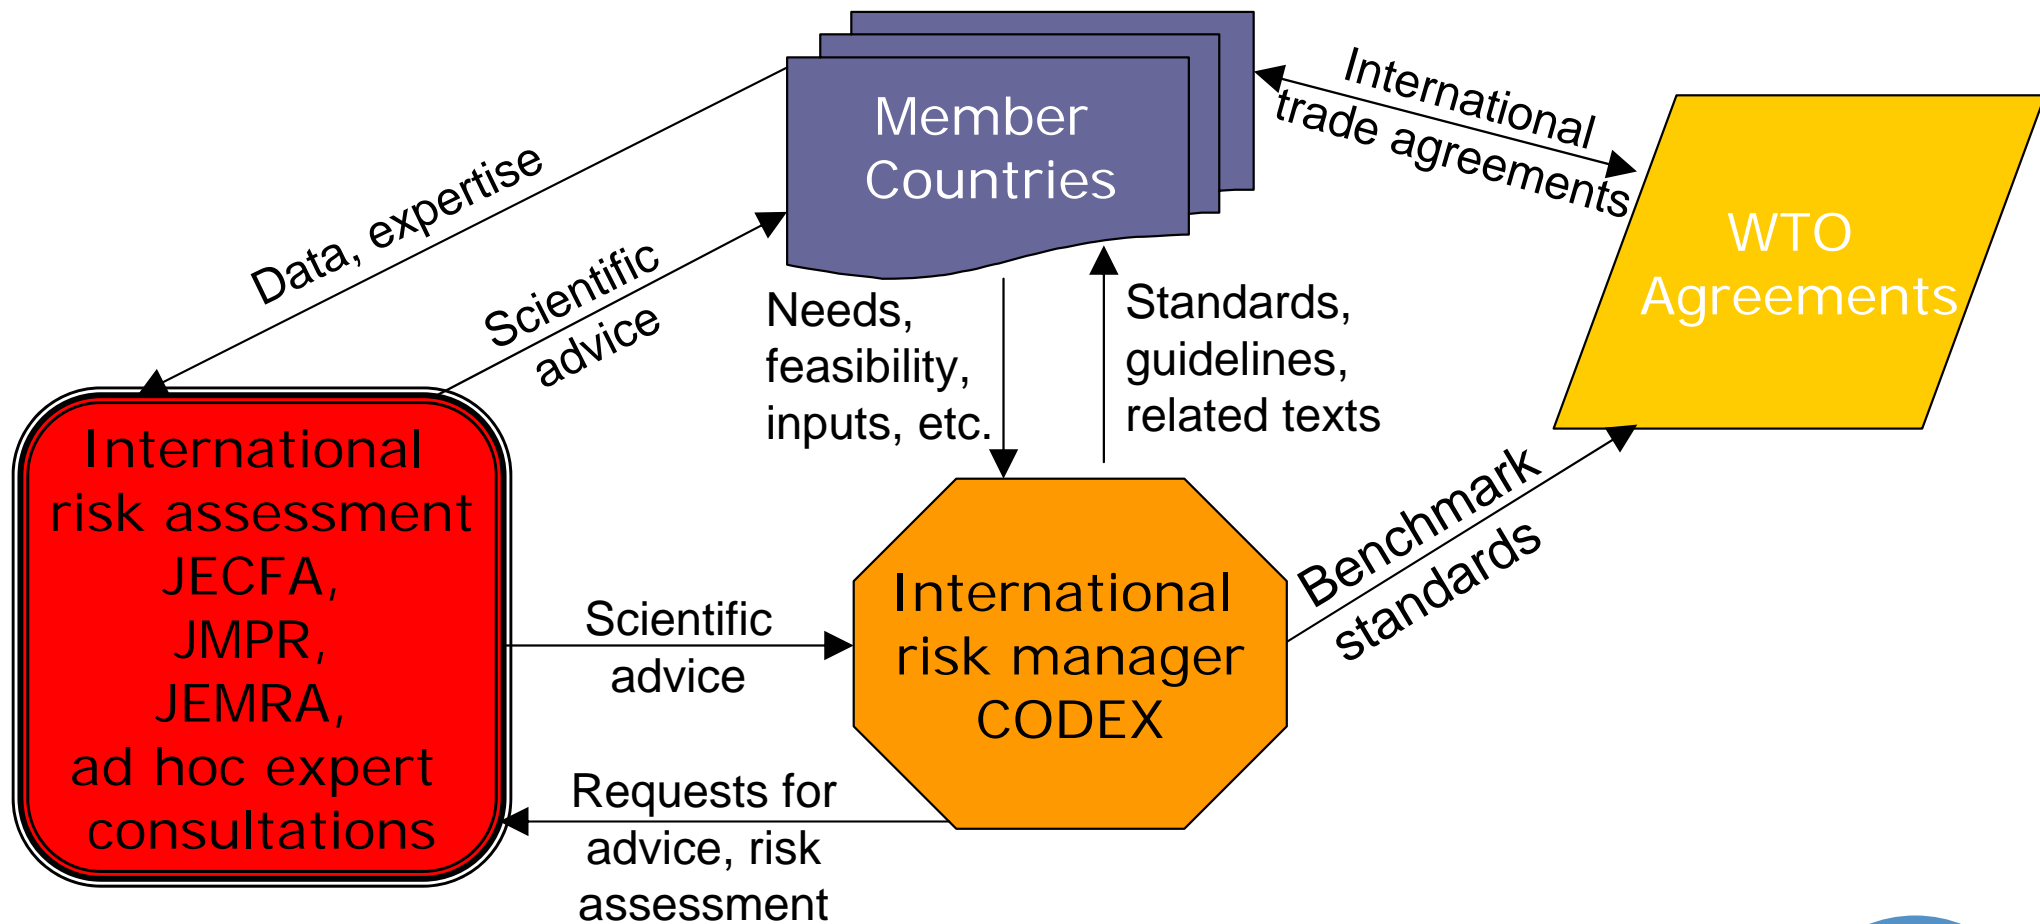 Member
Countries
International
trade agreements
WTO
Agreements
Data, expertise
Scientific
advice
Needs,
feasibility,
inputs, etc.
Standards,
guidelines,
related texts
International
risk assessment
JECFA,
JMPR,
JEMRA,
ad hoc expert
consultations
Scientific
advice
International
risk manager
CODEX
Benchmark
standards
Requests for
advice, risk
assessment